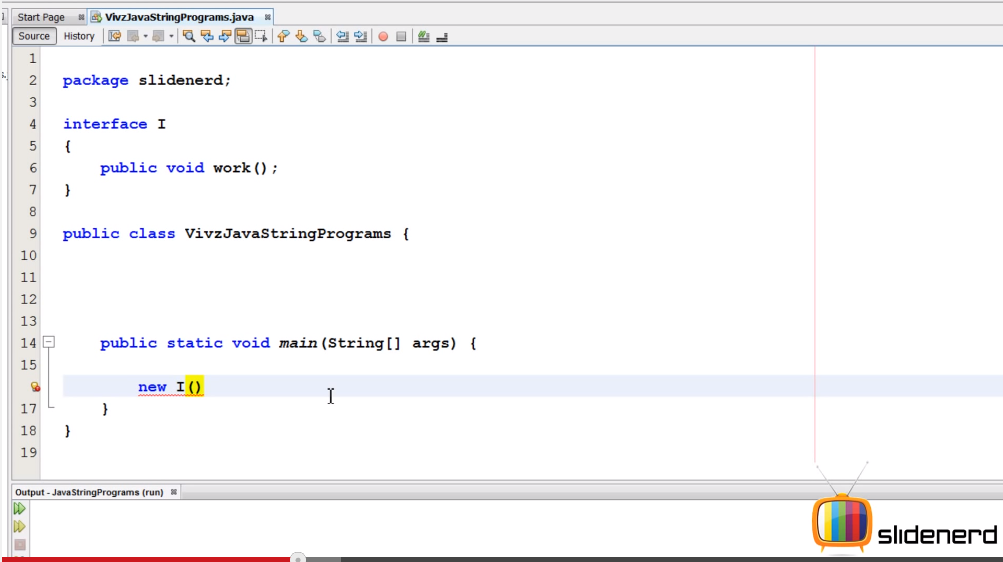 Start Page VivzJavaStringPrograms.java
Source History
1
2 package slidenerd;
3
4 interface I
5 {
6 public void work();
7 }
8
9 public class VivzJavaStringPrograms {
10
11
12
13
14 public static void main(String[] args) {
15
new I()
17 }
18 }
19
Output - JavaStringPrograms (run)
slidenerd